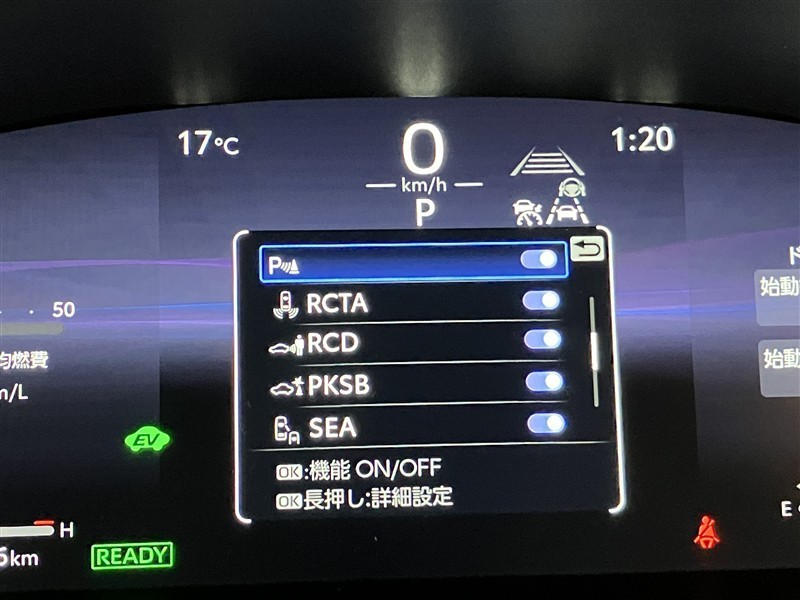 17℃
0
km/h
P
1:20
P
RCTA
RCD
PKSB
SEA
OK:機能 ON/OFF
OK長押し:詳細設定
50
均燃費
m/L
EV
H
km
READY
ド
始動
始動
E